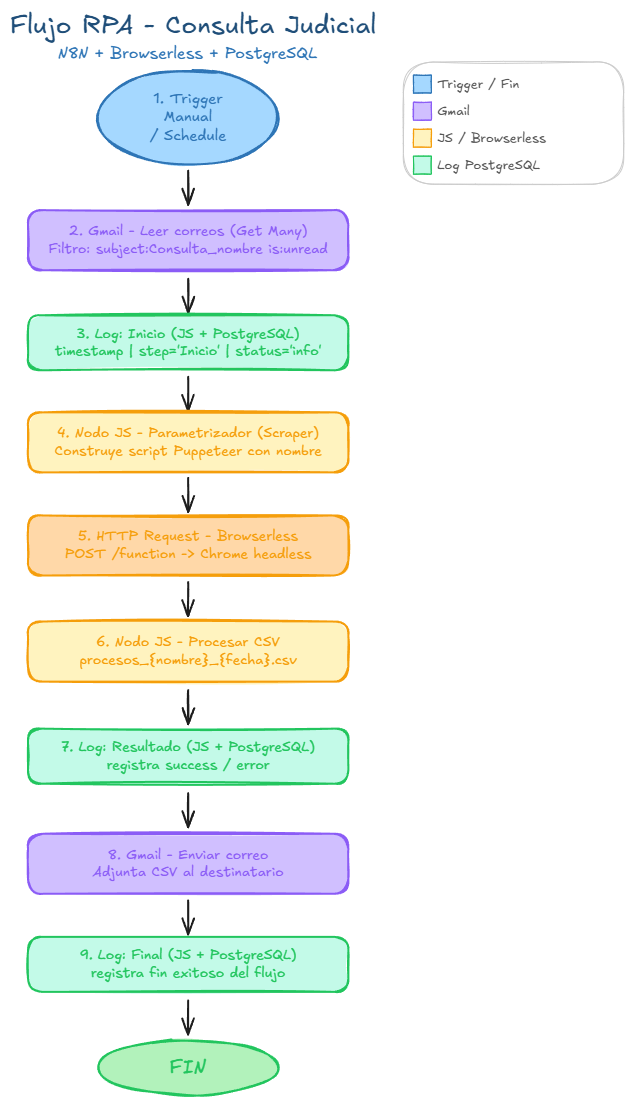 Flujo RPA - Consulta Judicial
N8N + Browserless + PostgreSQL
1. Trigger
Manual
/ Schedule
Trigger / Fin
Gmail
JS / Browserless
Log PostgreSQL
2. Gmail - Leer correos (Get Many)
Filtro: subject:Consulta_nombre is:unread
3. Log: Inicio (JS + PostgreSQL)
timestamp | step='Inicio' | status='info'
4. Nodo JS - Parametrizador (Scraper)
Construye script Puppeteer con nombre
5. HTTP Request - Browserless
POST /function -> Chrome headless
6. Nodo JS - Procesar CSV
procesos_{nombre}_{fecha}.csv
7. Log: Resultado (JS + PostgreSQL)
registra success / error
8. Gmail - Enviar correo
Adjunta CSV al destinatario
9. Log: Final (JS + PostgreSQL)
registra fin exitoso del flujo
FIN